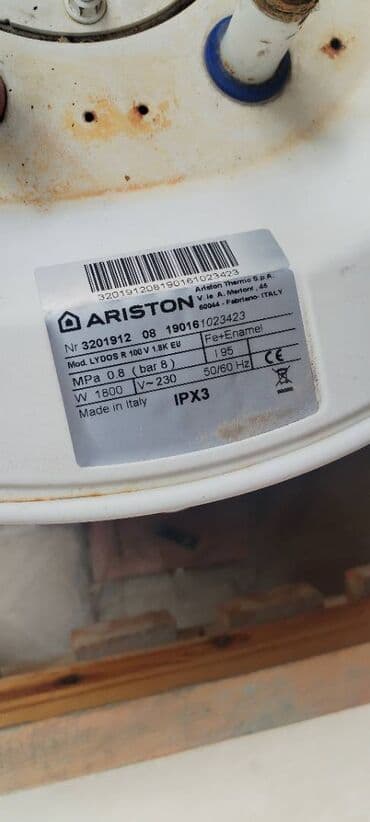 3201912081901610234 23
ARISTON
Ariston Thermo S.p.A.
V. le A. Merloni, 45
60044 - Fabriano, ITALY
Nr 3201912 08 190161023423
Mod. LYDOS R 100 V 1.8K EU
Fe+Enamel
MPa 0.8 (bar 8)
I 95
W 1800 V~230 50/60 Hz
CE
Made in Italy IPX3